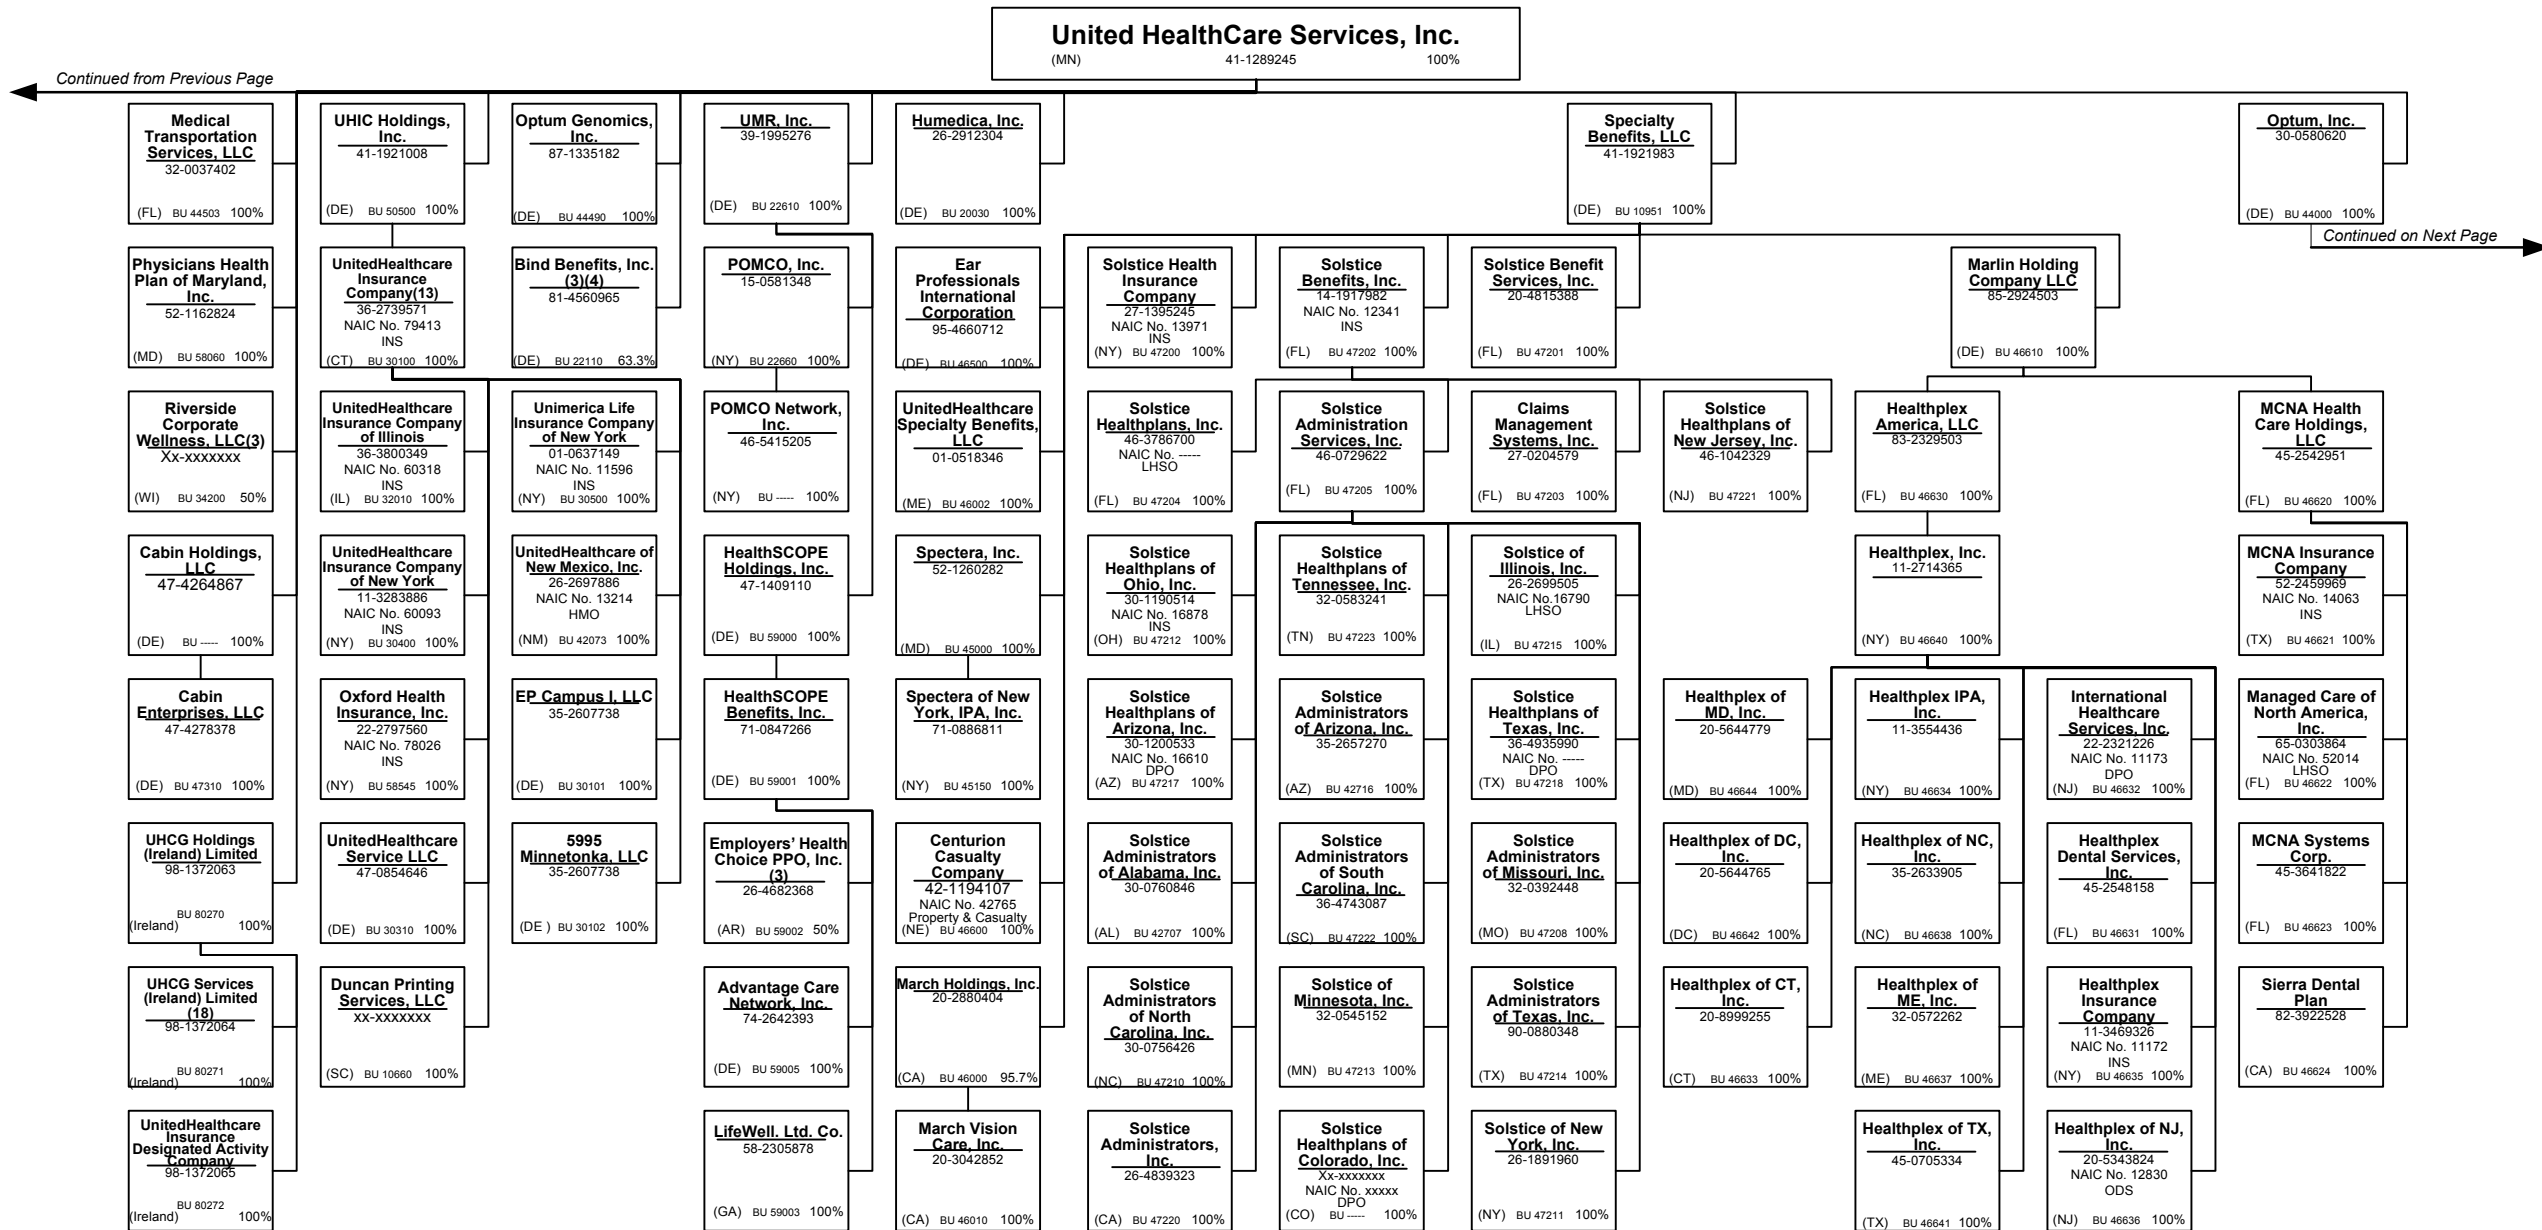 United HealthCare Services, Inc.
(MN) 41-1289245 100%
Continued from Previous Page
Medical
Transportation
Services, LLC
32-0037402
(FL) BU 44503 100%
UHIC Holdings,
Inc.
41-1921008
(DE) BU 50500 100%
Optum Genomics,
Inc.
87-1335182
(DE) BU 44490 100%
UMR, Inc.
39-1995276
(DE) BU 22610 100%
Humedica, Inc.
26-2912304
(DE) BU 20030 100%
Specialty
Benefits, LLC
41-1921983
(DE) BU 10951 100%
Optum, Inc.
30-0580620
(DE) BU 44000 100%
Continued on Next Page
Physicians Health
Plan of Maryland,
Inc.
52-1162824
(MD) BU 58060 100%
UnitedHealthcare
Insurance
Company(13)
36-2739571
NAIC No. 79413
INS
(CT) BU 30100 100%
Bind Benefits, Inc.
(3)(4)
81-4560965
(DE) BU 22110 63.3%
POMCO, Inc.
15-0581348
(NY) BU 22660 100%
Ear
Professionals
International
Corporation
95-4660712
(DE) BU 46500 100%
Solstice Health
Insurance
Company
27-1395245
NAIC No. 13971
INS
(NY) BU 47200 100%
Solstice
Benefits, Inc.
14-1917982
NAIC No. 12341
INS
(FL) BU 47202 100%
Solstice Benefit
Services, Inc.
20-4815388
(FL) BU 47201 100%
Marlin Holding
Company LLC
85-2924503
(DE) BU 46610 100%
Riverside
Corporate
Wellness, LLC(3)
Xx-xxxxxxx
(WI) BU 34200 50%
UnitedHealthcare
Insurance Company
of Illinois
36-3800349
NAIC No. 60318
INS
(IL) BU 32010 100%
Unimerica Life
Insurance Company
of New York
01-0637149
NAIC No. 11596
INS
(NY) BU 30500 100%
POMCO Network,
Inc.
46-5415205
(NY) BU ----- 100%
UnitedHealthcare
Specialty Benefits,
LLC
01-0518346
(ME) BU 46002 100%
Solstice
Healthplans, Inc.
46-3786700
NAIC No. -----
LHSO
(FL) BU 47204 100%
Solstice
Administration
Services, Inc.
46-0729622
(FL) BU 47205 100%
Claims
Management
Systems, Inc.
27-0204579
(FL) BU 47203 100%
Solstice
Healthplans of
New Jersey, Inc.
46-1042329
(NJ) BU 47221 100%
Healthplex
America, LLC
83-2329503
(FL) BU 46630 100%
MCNA Health
Care Holdings,
LLC
45-2542951
(FL) BU 46620 100%
Cabin Holdings,
LLC
47-4264867
(DE) BU ----- 100%
UnitedHealthcare
Insurance Company
of New York
11-3283886
NAIC No. 60093
INS
(NY) BU 30400 100%
UnitedHealthcare of
New Mexico, Inc.
26-2697886
NAIC No. 13214
HMO
(NM) BU 42073 100%
HealthSCOPE
Holdings, Inc.
47-1409110
(DE) BU 59000 100%
Spectera, Inc.
52-1260282
(MD) BU 45000 100%
Solstice
Healthplans of
Ohio, Inc.
30-1190514
NAIC No. 16878
INS
(OH) BU 47212 100%
Solstice
Healthplans of
Tennessee, Inc.
32-0583241
(TN) BU 47223 100%
Solstice of
Illinois, Inc.
26-2699505
NAIC No.16790
LHSO
(IL) BU 47215 100%
Healthplex, Inc.
11-2714365
(NY) BU 46640 100%
MCNA Insurance
Company
52-2459969
NAIC No. 14063
INS
(TX) BU 46621 100%
Cabin
Enterprises, LLC
47-4278378
(DE) BU 47310 100%
Oxford Health
Insurance, Inc.
22-2797560
NAIC No. 78026
INS
(NY) BU 58545 100%
EP Campus I, LLC
35-2607738
(DE) BU 30101 100%
HealthSCOPE
Benefits, Inc.
71-0847266
(DE) BU 59001 100%
Spectera of New
York, IPA, Inc.
71-0886811
(NY) BU 45150 100%
Solstice
Healthplans of
Arizona, Inc.
30-1200533
NAIC No. 16610
DPO
(AZ) BU 47217 100%
Solstice
Administrators
of Arizona, Inc.
35-2657270
(AZ) BU 42716 100%
Solstice
Healthplans of
Texas, Inc.
36-4935990
NAIC No. -----
DPO
(TX) BU 47218 100%
Healthplex of
MD, Inc.
20-5644779
(MD) BU 46644 100%
Healthplex IPA,
Inc.
11-3554436
(NY) BU 46634 100%
International
Healthcare
Services, Inc.
22-2321226
NAIC No. 11173
DPO
(NJ) BU 46632 100%
Managed Care of
North America,
Inc.
65-0303864
NAIC No. 52014
LHSO
(FL) BU 46622 100%
UHCG Holdings
(Ireland) Limited
98-1372063
BU 80270
(Ireland) 100%
UnitedHealthcare
Service LLC
47-0854646
(DE) BU 30310 100%
5995
Minnetonka, LLC
35-2607738
(DE ) BU 30102 100%
Employers' Health
Choice PPO, Inc.
(3)
26-4682368
(AR) BU 59002 50%
Centurion
Casualty
Company
42-1194107
NAIC No. 42765
Property & Casualty
(NE) BU 46600 100%
Solstice
Administrators
of Alabama, Inc.
30-0760846
(AL) BU 42707 100%
Solstice
Administrators
of South
Carolina, Inc.
36-4743087
(SC) BU 47222 100%
Solstice
Administrators
of Missouri, Inc.
32-0392448
(MO) BU 47208 100%
Healthplex of DC,
Inc.
20-5644765
(DC) BU 46642 100%
Healthplex of NC,
Inc.
35-2633905
(NC) BU 46638 100%
Healthplex
Dental Services,
Inc.
45-2548158
(FL) BU 46631 100%
MCNA Systems
Corp.
45-3641822
(FL) BU 46623 100%
UHCG Services
(Ireland) Limited
(18)
98-1372064
BU 80271
(Ireland) 100%
Duncan Printing
Services, LLC
xx-xxxxxxx
(SC) BU 10660 100%
Advantage Care
Network, Inc.
74-2642393
(DE) BU 59005 100%
March Holdings, Inc.
20-2880404
(CA) BU 46000 95.7%
Solstice
Administrators
of North
Carolina, Inc.
30-0756426
(NC) BU 47210 100%
Solstice of
Minnesota, Inc.
32-0545152
(MN) BU 47213 100%
Solstice
Administrators
of Texas, Inc.
90-0880348
(TX) BU 47214 100%
Healthplex of CT,
Inc.
20-8999255
(CT) BU 46633 100%
Healthplex of
ME, Inc.
32-0572262
(ME) BU 46637 100%
Healthplex
Insurance
Company
11-3469326
NAIC No. 11172
INS
(NY) BU 46635 100%
Sierra Dental
Plan
82-3922528
(CA) BU 46624 100%
UnitedHealthcare
Insurance
Designated Activity
Company
98-1372065
BU 80272
(Ireland) 100%
LifeWell. Ltd. Co.
58-2305878
(GA) BU 59003 100%
March Vision
Care, Inc.
20-3042852
(CA) BU 46010 100%
Solstice
Administrators,
Inc.
26-4839323
(CA) BU 47220 100%
Solstice
Healthplans of
Colorado, Inc.
Xx-xxxxxxx
NAIC No. xxxxx
DPO
(CO) BU ----- 100%
Solstice of New
York, Inc.
26-1891960
(NY) BU 47211 100%
Healthplex of TX,
Inc.
45-0705334
(TX) BU 46641 100%
Healthplex of NJ,
Inc.
20-5343824
NAIC No. 12830
ODS
(NJ) BU 46636 100%